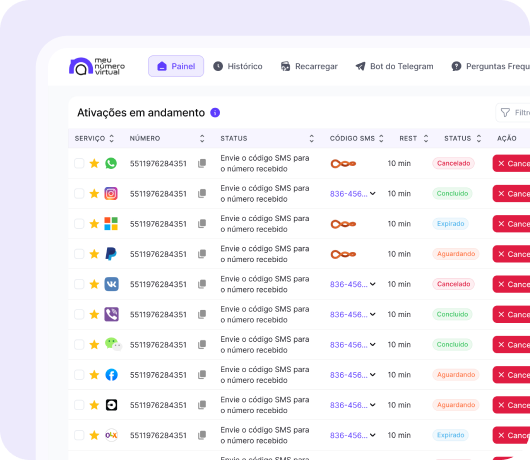 meu
número
virtual
Painel
Histórico
Recarregar
Bot do Telegram
Perguntas Frequ
Ativações em andamento
Filtr
SERVIÇO NÚMERO STATUS CÓDIGO SMS REST STATUS AÇÃO
5511976284351 Envie o código SMS para o número recebido 10 min Cancelado × Cance
5511976284351 Envie o código SMS para o número recebido 836-456... 10 min Concluído × Cance
5511976284351 Envie o código SMS para o número recebido 10 min Expirado × Cance
5511976284351 Envie o código SMS para o número recebido 10 min Aguardando × Cance
5511976284351 Envie o código SMS para o número recebido 836-456... 10 min Cancelado × Cance
5511976284351 Envie o código SMS para o número recebido 836-456... 10 min Concluído × Cance
5511976284351 Envie o código SMS para o número recebido 836-456... 10 min Concluído × Cance
5511976284351 Envie o código SMS para o número recebido 836-456... 10 min Aguardando × Cance
5511976284351 Envie o código SMS para o número recebido 836-456... 10 min Aguardando × Cance
OLX 5511976284351 Envie o código SMS para o número recebido 836-456... 10 min Expirado × Cance
Envie o código SMS para